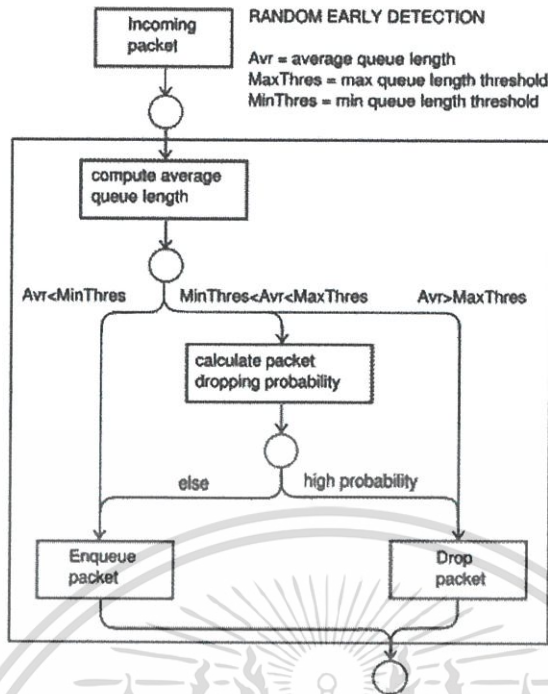 Incoming
packet
RANDOM EARLY DETECTION
Avr = average queue length
MaxThres = max queue length threshold
MinThres = min queue length threshold
compute average
queue length
Avr<MinThres
MinThres<Avr<MaxThres
Avr>MaxThres
calculate packet
dropping probability
else
high probability
Enqueue
packet
Drop
packet